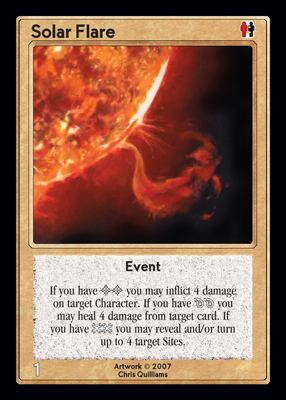 Solar Flare
Event
If you have you may inflict 4 damage
on target Character. If you have you
may heal 4 damage from target card. If
you have you may reveal and/or turn
up to 4 target Sites.
1
Artwork © 2007
Chris Quilliams